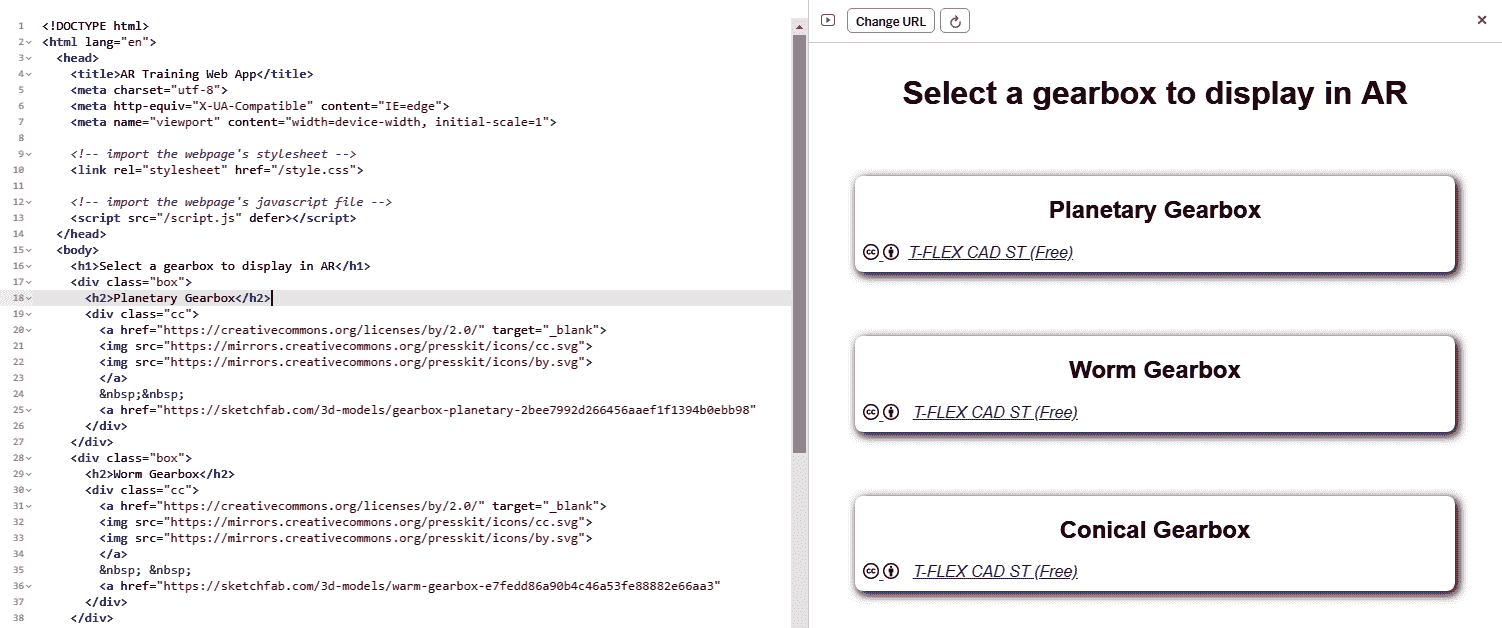 1 <!DOCTYPE html>
2 <html lang="en">
3 <head>
4 <title>AR Training Web App</title>
5 <meta charset="utf-8">
6 <meta http-equiv="X-UA-Compatible" content="IE=edge">
7 <meta name="viewport" content="width=device-width, initial-scale=1">
8
9 <!-- import the webpage's stylesheet -->
10 <link rel="stylesheet" href="/style.css">
11
12 <!-- import the webpage's javascript file -->
13 <script src="/script.js" defer></script>
14 </head>
15 <body>
16 <h1>Select a gearbox to display in AR</h1>
17 <div class="box">
18 <h2>Planetary Gearbox</h2>
19 <div class="cc">
20 <a href="https://creativecommons.org/licenses/by/2.0/" target="_blank">
21 <img src="https://mirrors.creativecommons.org/presskit/icons/cc.svg">
22 <img src="https://mirrors.creativecommons.org/presskit/icons/by.svg">
23 </a>
24 &nbsp;&nbsp;
25 <a href="https://sketchfab.com/3d-models/gearbox-planetary-2bee7992d266456aaef1f1394b0ebb98"
26 </div>
27 </div>
28 <div class="box">
29 <h2>Worm Gearbox</h2>
30 <div class="cc">
31 <a href="https://creativecommons.org/licenses/by/2.0/" target="_blank">
32 <img src="https://mirrors.creativecommons.org/presskit/icons/cc.svg">
33 <img src="https://mirrors.creativecommons.org/presskit/icons/by.svg">
34 </a>
35 &nbsp; &nbsp;
36 <a href="https://sketchfab.com/3d-models/warm-gearbox-e7fedd86a90b4c46a53fe88882e66aa3"
37 </div>
38 </div>
Change URL
Select a gearbox to display in AR
Planetary Gearbox
cc T-FLEX CAD ST (Free)
Worm Gearbox
cc T-FLEX CAD ST (Free)
Conical Gearbox
cc T-FLEX CAD ST (Free)